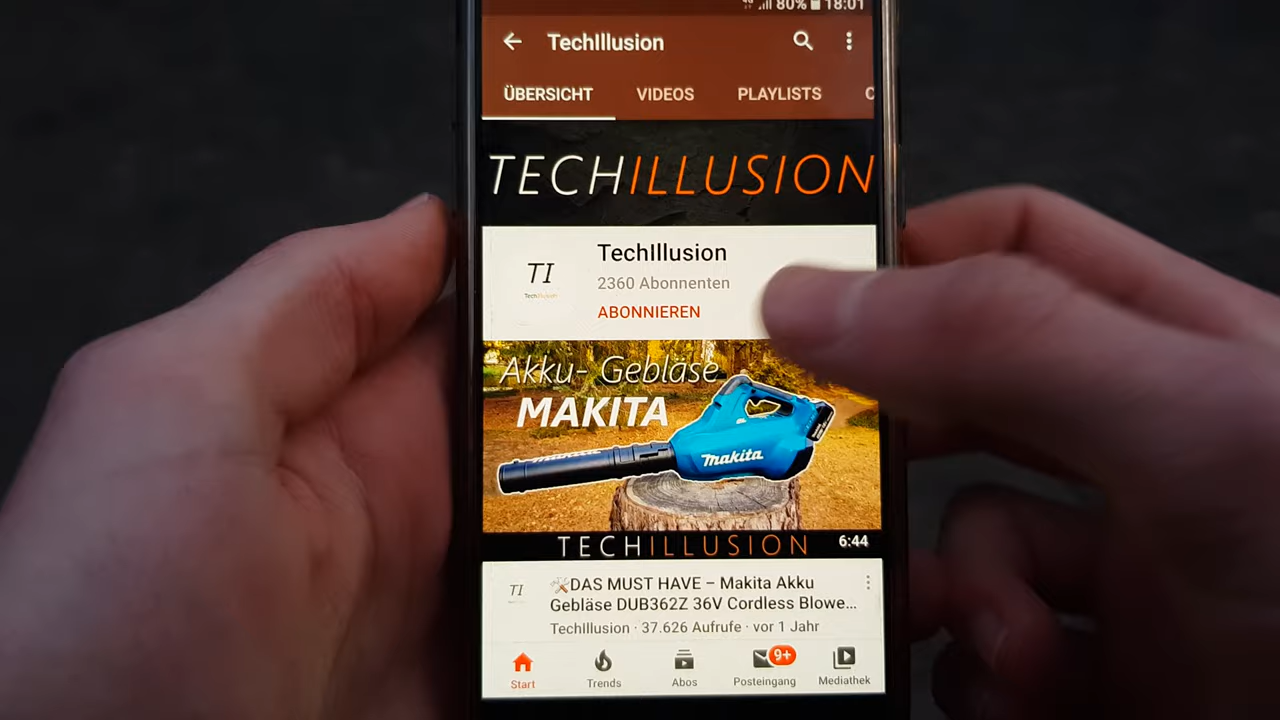 80% 18:01
TechIllusion
ÜBERSICHT VIDEOS PLAYLISTS
TECHILLUSION
TechIllusion
TI
2360 Abonnenten
TechIllusion
ABONNIEREN
Akku- Gebläse
MAKITA
makita
TECHILLUSION 6:44
TI
🛠DAS MUST HAVE – Makita Akku
Gebläse DUB362Z 36V Cordless Blowe...
TechIllusion · 37.626 Aufrufe · vor 1 Jahr
9+
Start Trends Abos Posteingang Mediathek